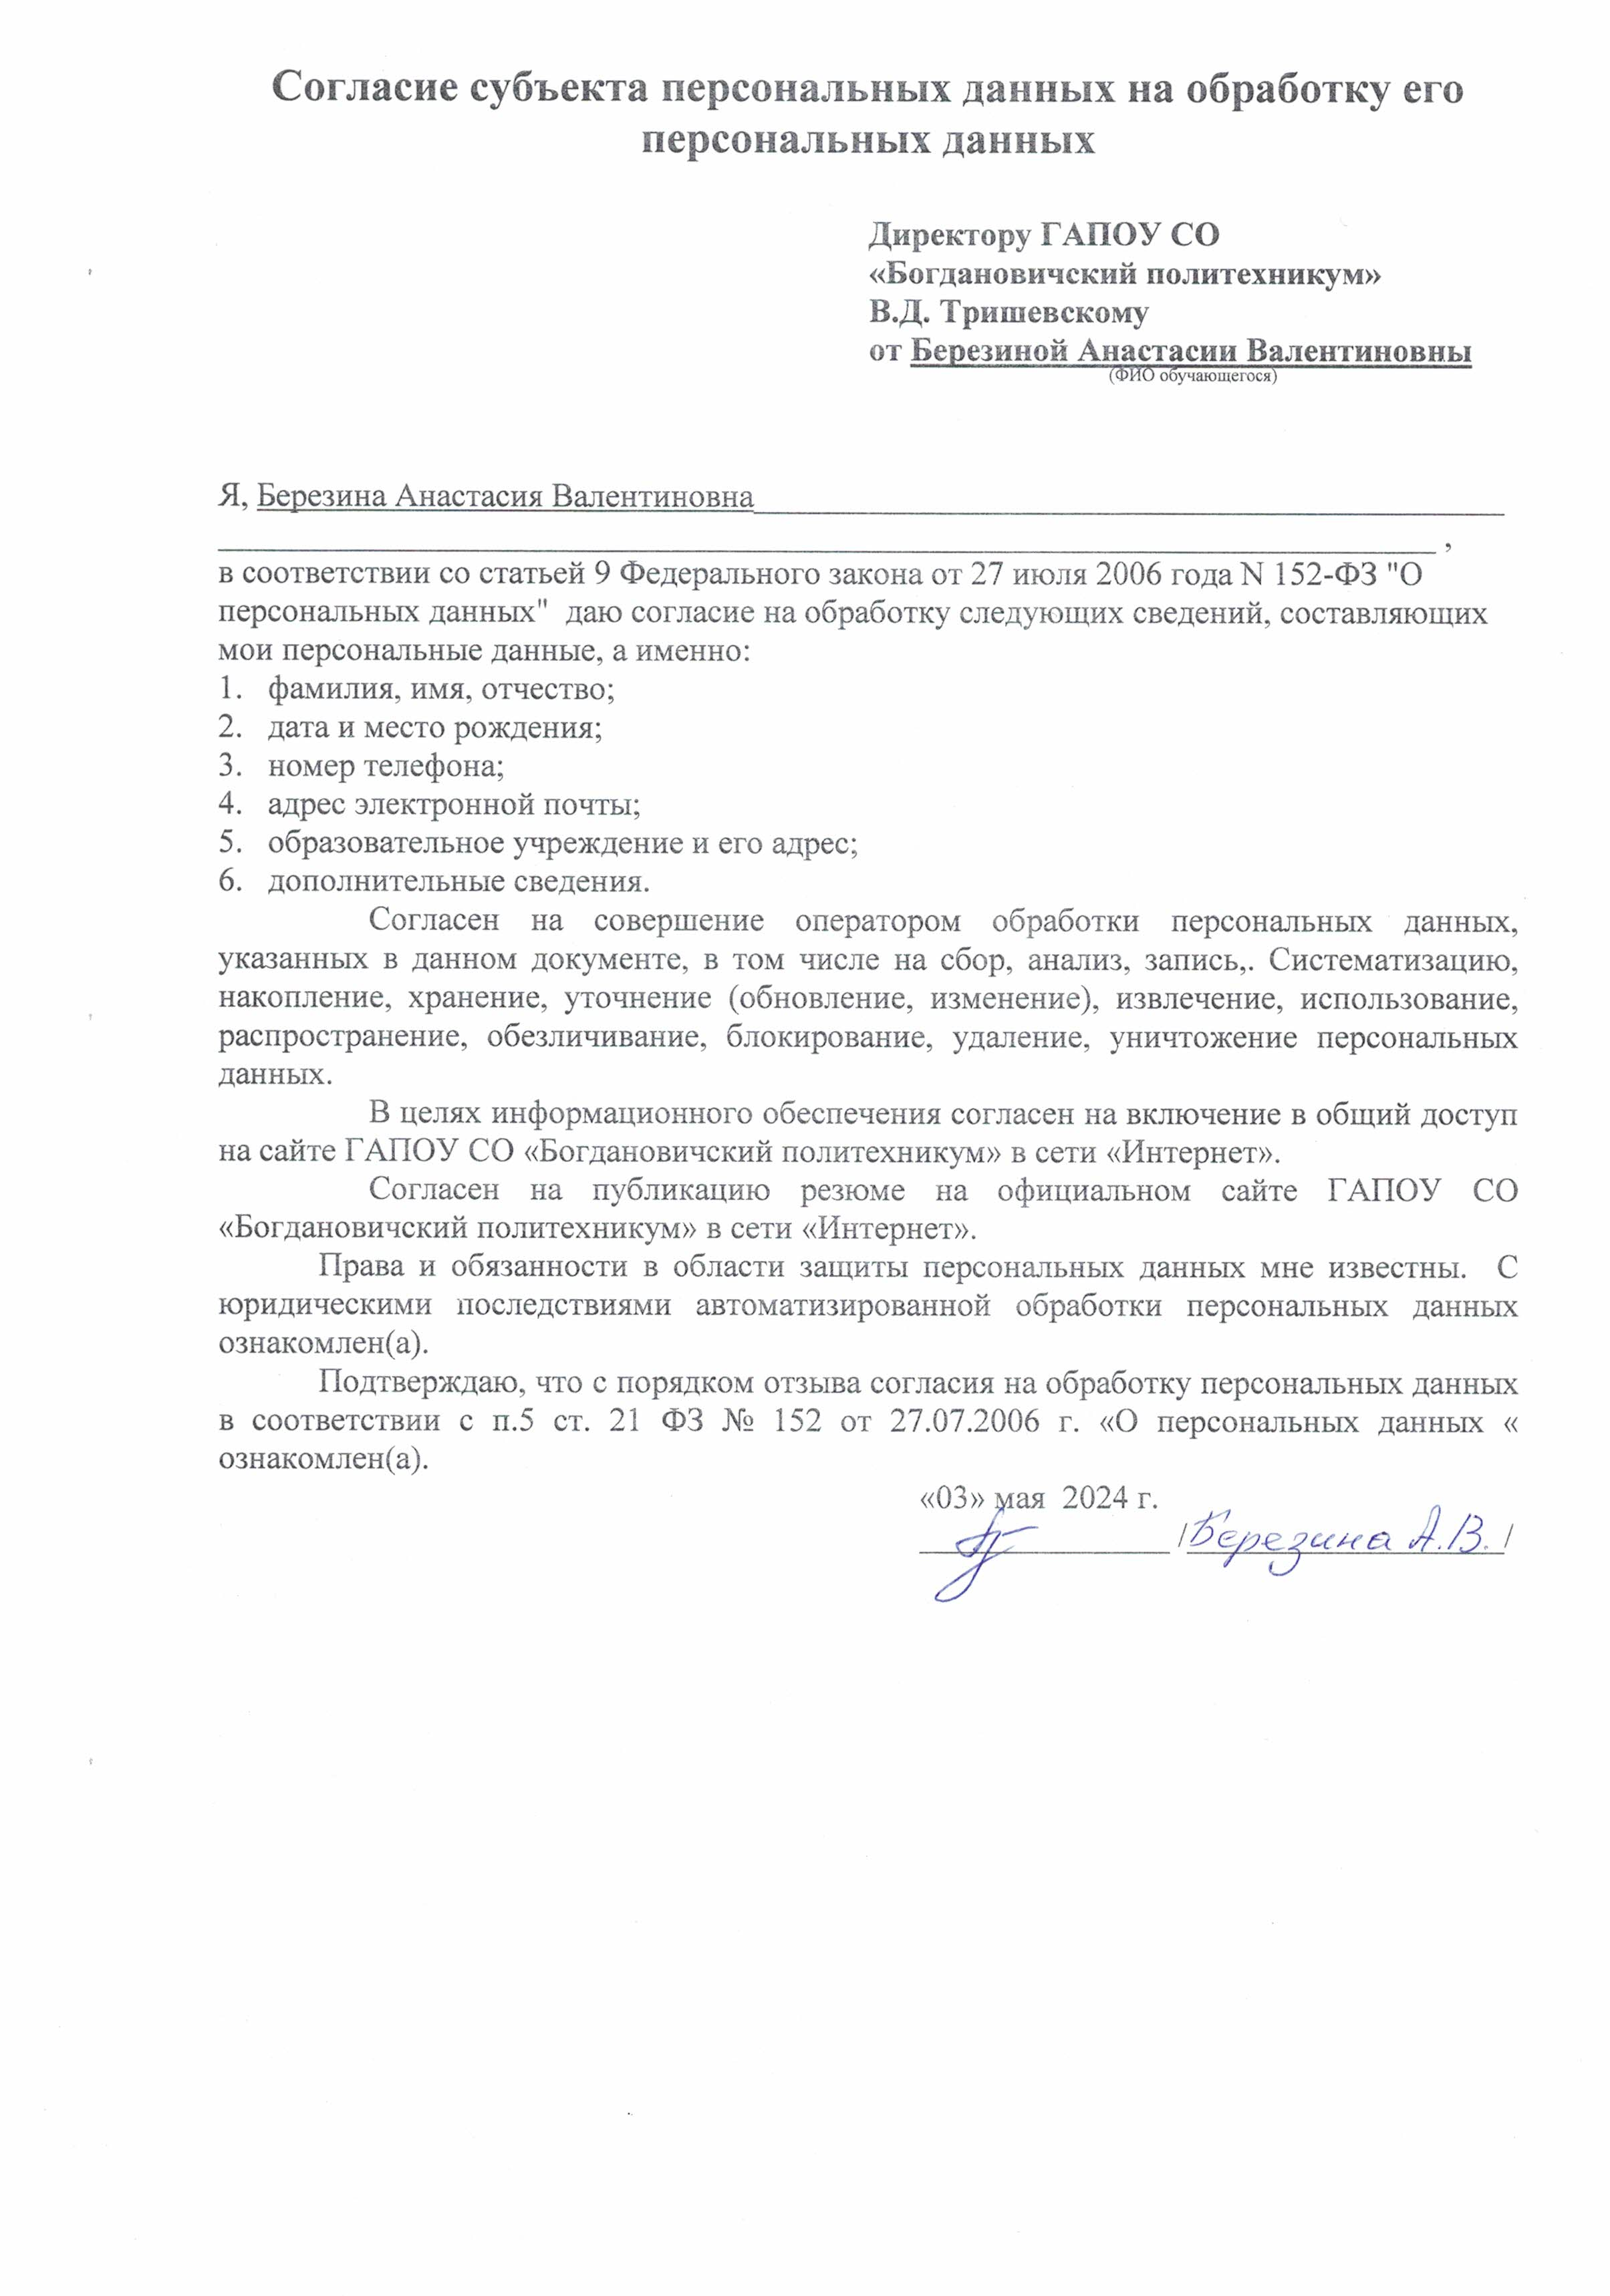 Согласие субъекта персональных данных на обработку его
персональных данных
Директору ГАПОУ СО
«Богдановичский политехникум»
В.Д. Тришевскому
от Березиной Анастасии Валентиновны
(ФИО обучающегося)
Я, Березина Анастасия Валентиновна
,
в соответствии со статьей 9 Федерального закона от 27 июля 2006 года N 152-ФЗ "О
персональных данных" даю согласие на обработку следующих сведений, составляющих
мои персональные данные, а именно:
1. фамилия, имя, отчество;
2. дата и место рождения;
3. номер телефона;
4. адрес электронной почты;
5. образовательное учреждение и его адрес;
6. дополнительные сведения.
Согласен на совершение оператором обработки персональных данных,
указанных в данном документе, в том числе на сбор, анализ, запись,. Систематизацию,
накопление, хранение, уточнение (обновление, изменение), извлечение, использование,
распространение, обезличивание, блокирование, удаление, уничтожение персональных
данных.
В целях информационного обеспечения согласен на включение в общий доступ
на сайте ГАПОУ СО «Богдановичский политехникум» в сети «Интернет».
Согласен на публикацию резюме на официальном сайте ГАПОУ СО
«Богдановичский политехникум» в сети «Интернет».
Права и обязанности в области защиты персональных данных мне известны. С
юридическими последствиями автоматизированной обработки персональных данных
ознакомлен(а).
Подтверждаю, что с порядком отзыва согласия на обработку персональных данных
в соответствии с п.5 ст. 21 ФЗ № 152 от 27.07.2006 г. «О персональных данных «
ознакомлен(а).
«03» мая 2024 г.
/Березина А.В./